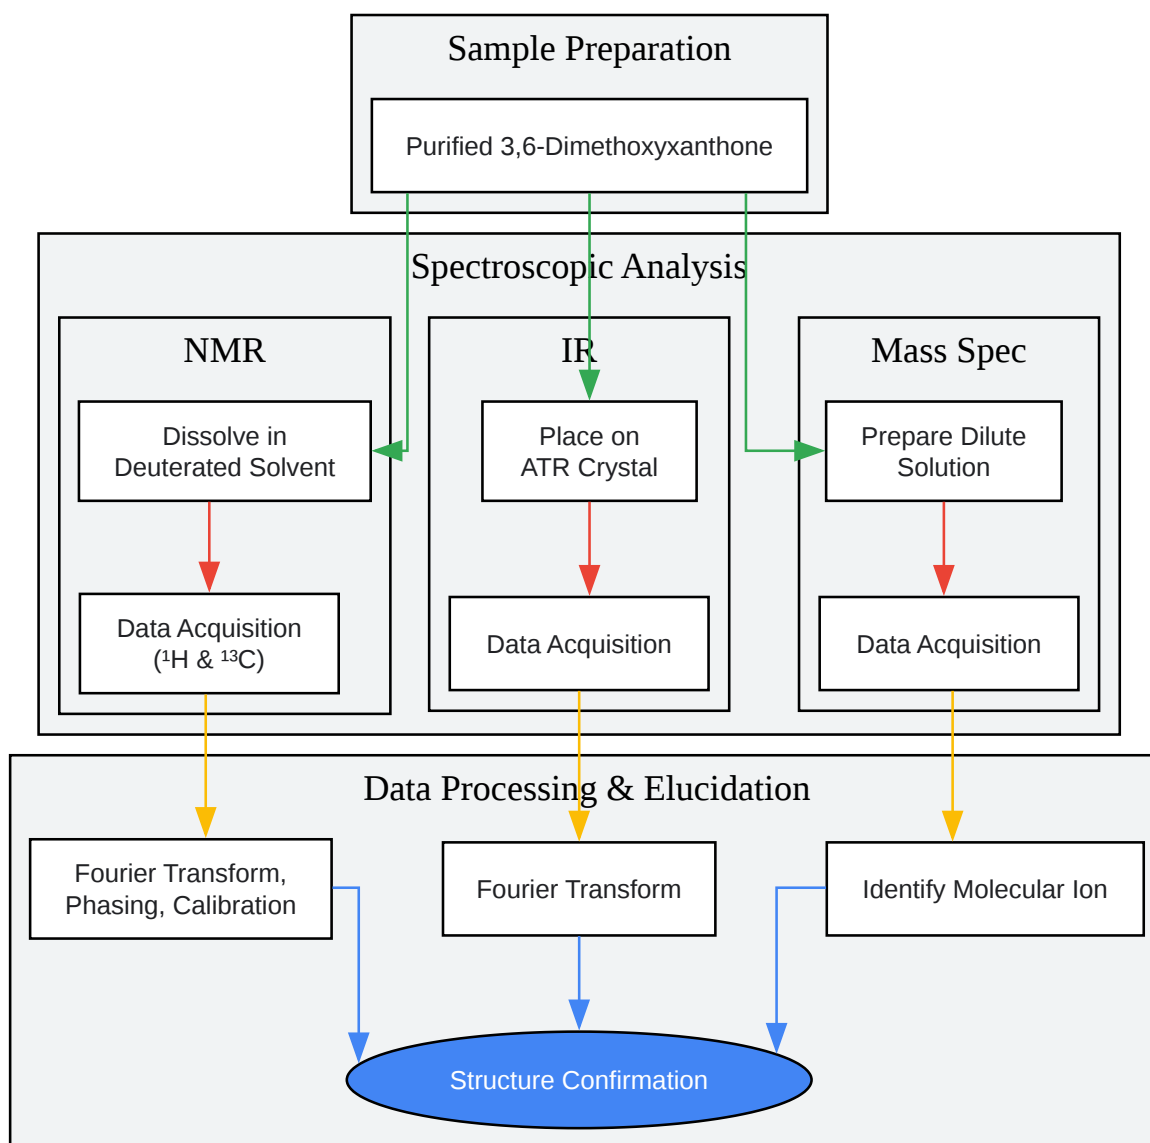 Sample Preparation
Purified 3,6-Dimethoxyxanthone
Spectroscopic Analysis
NMR
IR
Mass Spec
Dissolve in
Deuterated Solvent
Place on
ATR Crystal
Prepare Dilute
Solution
Data Acquisition
(¹H & ¹³C)
Data Acquisition
Data Acquisition
Data Processing & Elucidation
Fourier Transform,
Phasing, Calibration
Fourier Transform
Identify Molecular Ion
Structure Confirmation